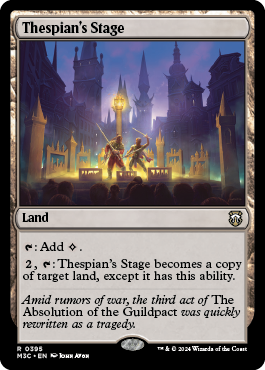 Thespian's Stage
Land
: Add .
2, : Thespian's Stage becomes a copy
of target land, except it has this ability.
Amid rumors of war, the third act of The
Absolution of the Guildpact was quickly
rewritten as a tragedy.
R 0395
M3C • EN John Avon
™ & © 2024 Wizards of the Coast